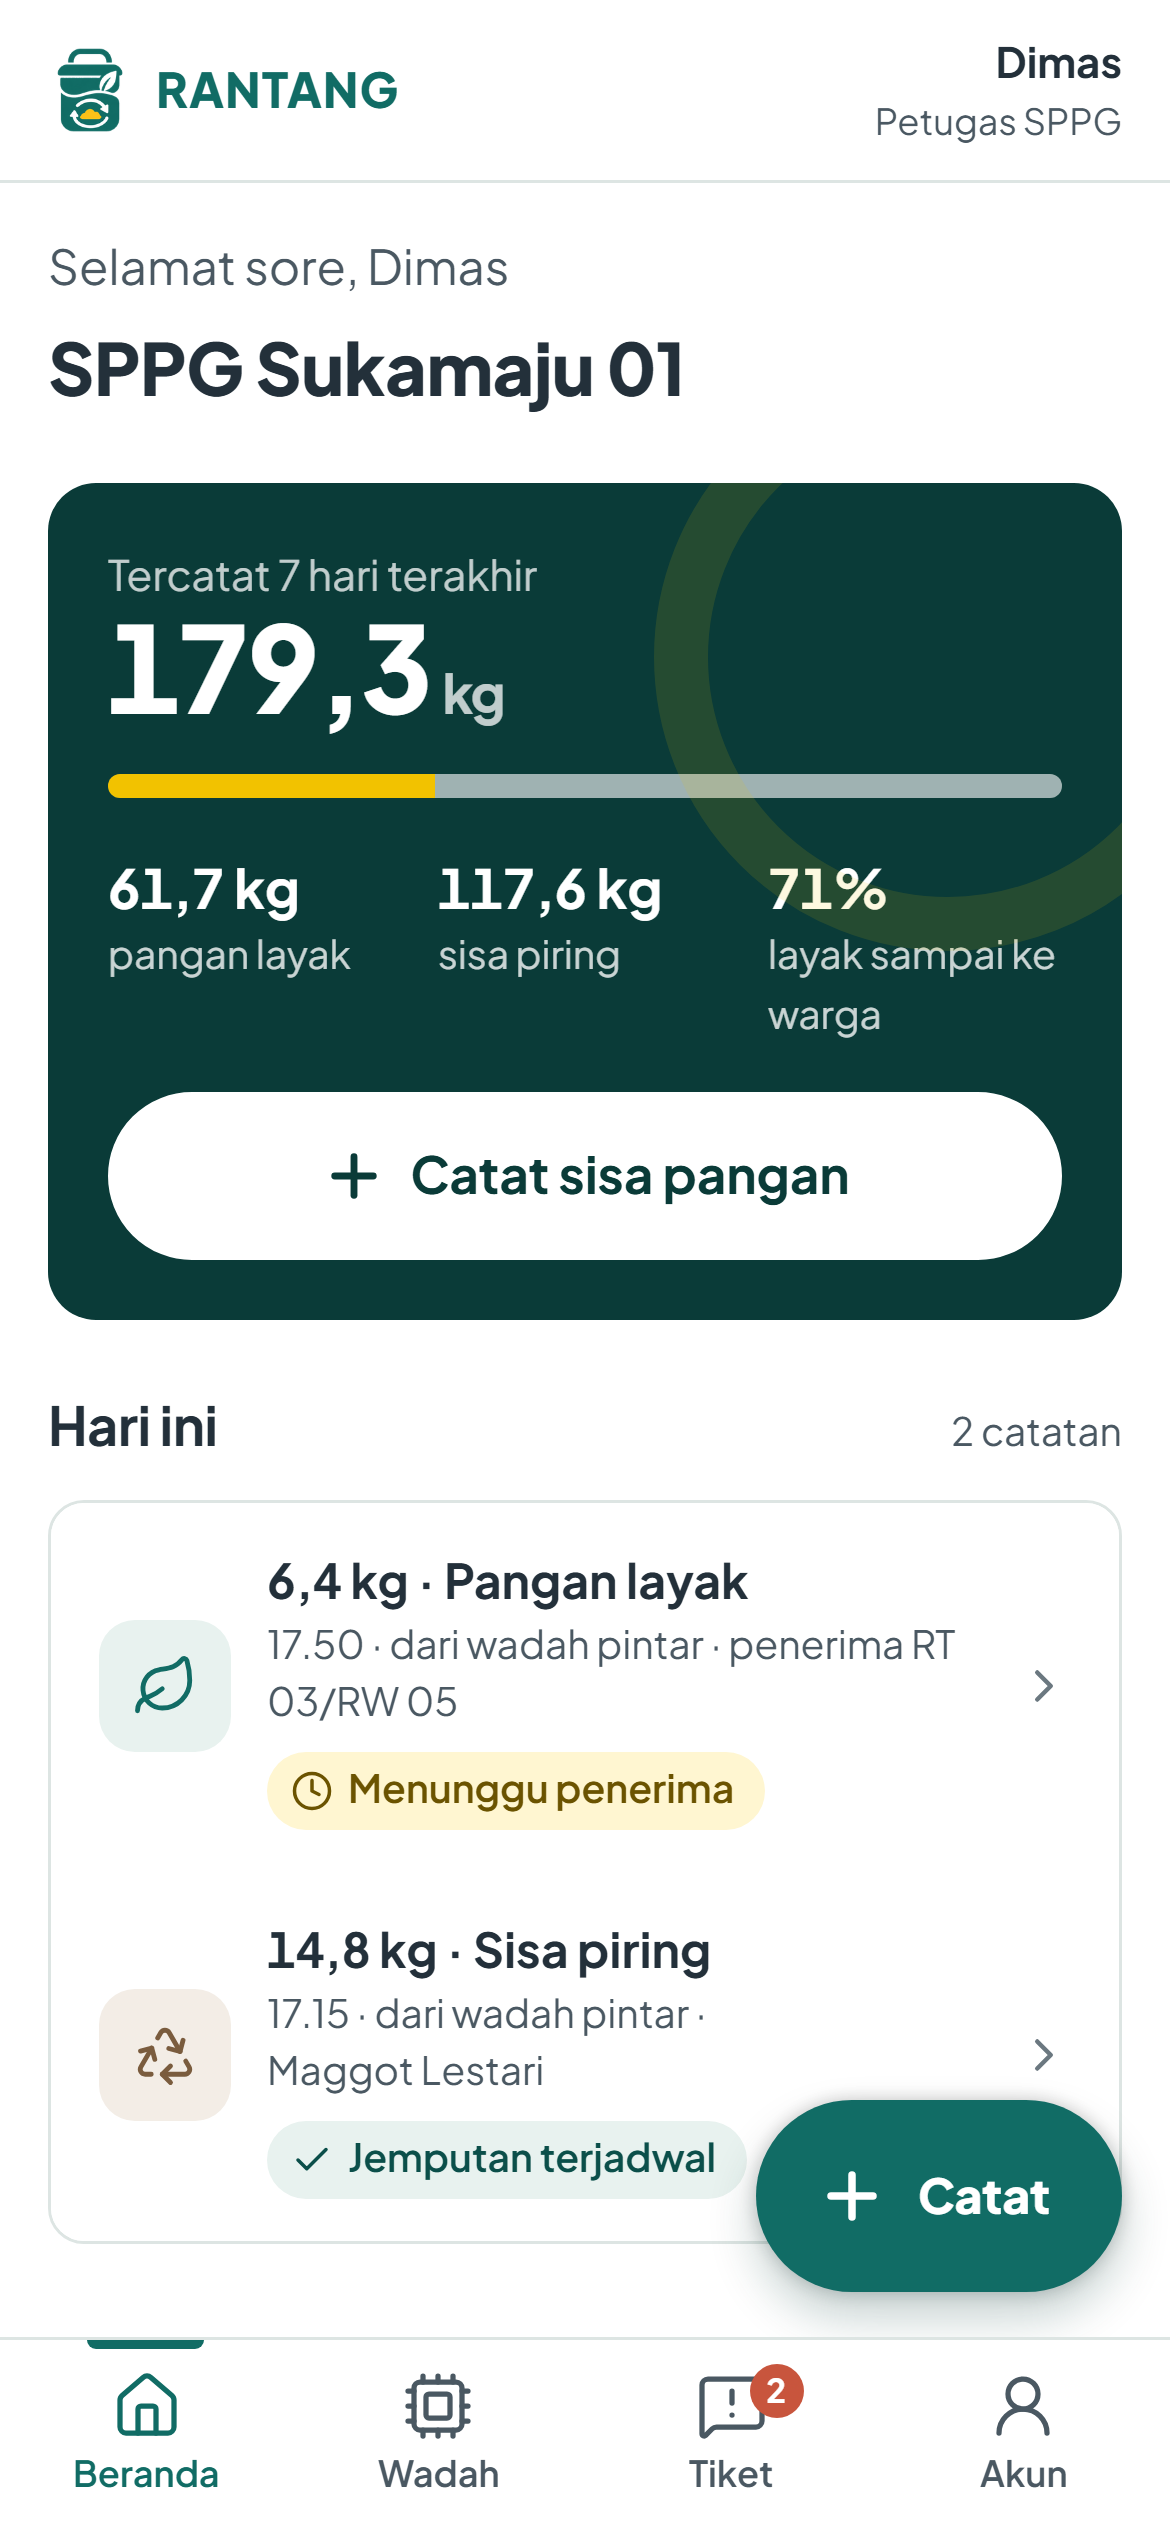 RANTANG
Dimas
Petugas SPPG
Selamat sore, Dimas
SPPG Sukamaju 01
Tercatat 7 hari terakhir
179,3 kg
61,7 kg
pangan layak
117,6 kg
sisa piring
71%
layak sampai ke
warga
+ Catat sisa pangan
Hari ini
2 catatan
6,4 kg · Pangan layak
17.50 · dari wadah pintar · penerima RT
03/RW 05
Menunggu penerima
14,8 kg · Sisa piring
17.15 · dari wadah pintar ·
Maggot Lestari
Jemputan terjadwal
+ Catat
Beranda
Wadah
2
Tiket
Akun